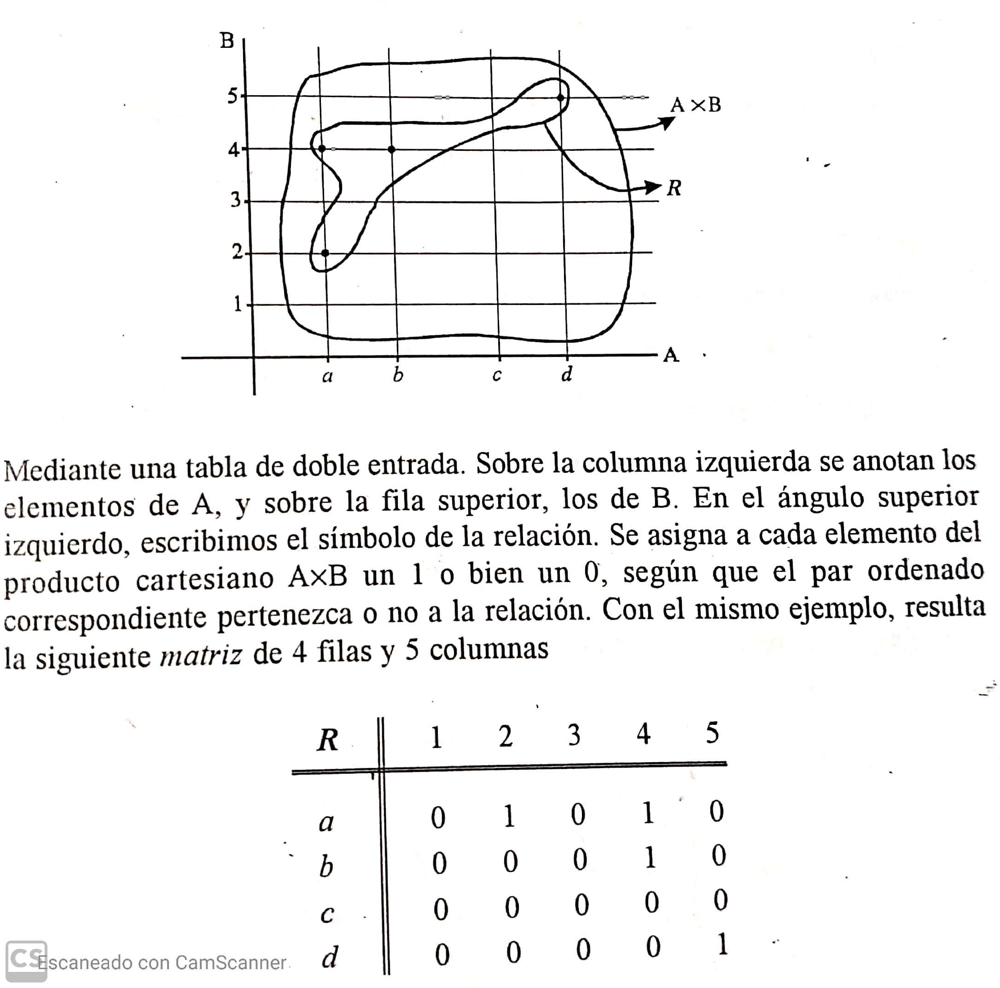 B
5
A ×B
4
R
3
2
1
A
a b c d
Mediante una tabla de doble entrada. Sobre la columna izquierda se anotan los
elementos de A, y sobre la fila superior, los de B. En el ángulo superior
izquierdo, escribimos el símbolo de la relación. Se asigna a cada elemento del
producto cartesiano A×B un 1 o bien un 0, según que el par ordenado
correspondiente pertenezca o no a la relación. Con el mismo ejemplo, resulta
la siguiente matriz de 4 filas y 5 columnas
R 1 2 3 4 5
a 0 1 0 1 0
b 0 0 0 1 0
c 0 0 0 0 0
d 0 0 0 0 1
CS Escaneado con CamScanner